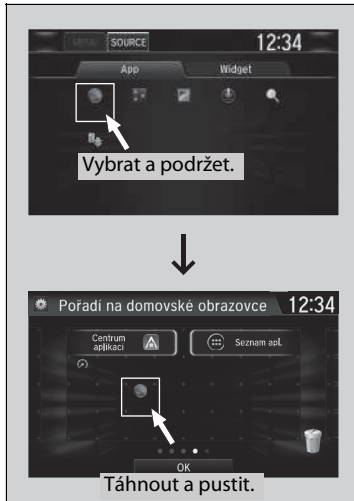 SOURCE
12:34
App
Widget
Vybrat a podržet.
Pořadí na domovské obrazovce
12:34
Centrum
aplikací
Seznam apl.
OK
Táhnout a pustit.